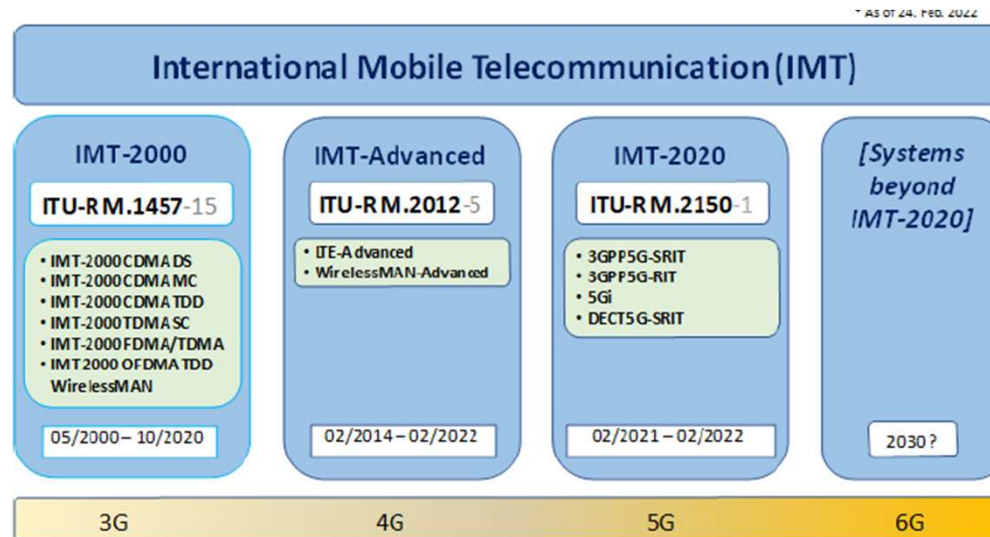 * As of 24. Feb. 2022
International Mobile Telecommunication (IMT)
IMT-2000
ITU-R M.1457-15
• IMT-2000 CDMA DS
• IMT-2000 CDMA MC
• IMT-2000 CDMA TDD
• IMT-2000 TDMA SC
• IMT-2000 FDMA/TDMA
• IMT2000 OFDMA TDD
WirelessMAN
05/2000 – 10/2020
IMT-Advanced
ITU-R M.2012-5
• LTE-Advanced
• WirelessMAN-Advanced
02/2014 – 02/2022
IMT-2020
ITU-R M.2150-1
• 3GPP 5G-SRIT
• 3GPP 5G-RIT
• 5Gi
• DECT 5G-SRIT
02/2021 – 02/2022
[Systems
beyond
IMT-2020]
2030?
3G
4G
5G
6G